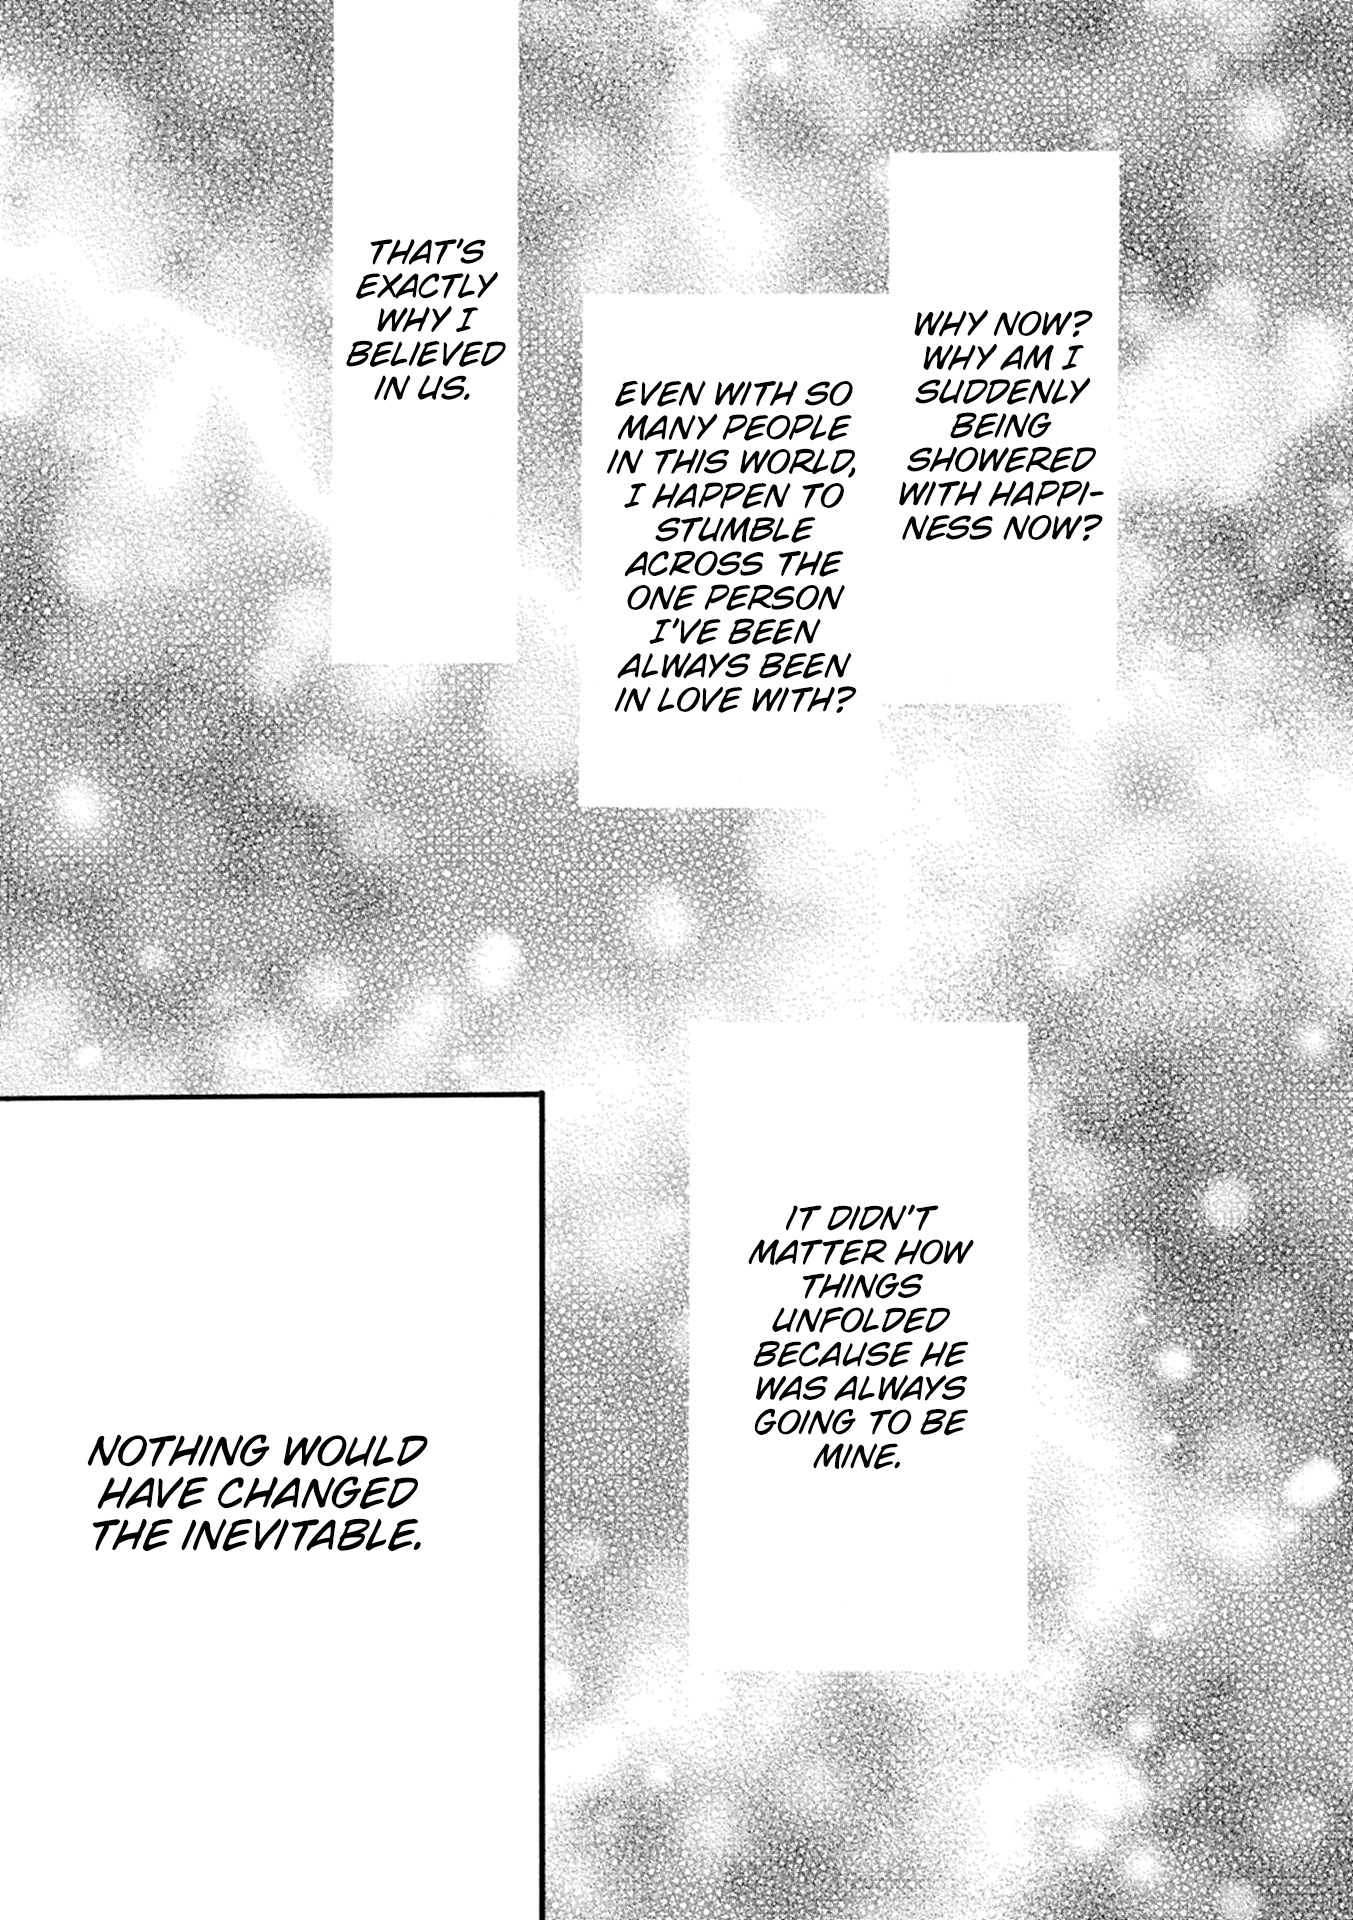 WHY NOW?
WHY AM I
SUDDENLY
BEING
SHOWERED
WITH HAPPI-
NESS NOW?
EVEN WITH SO
MANY PEOPLE
IN THIS WORLD,
I HAPPEN TO
STUMBLE
ACROSS THE
ONE PERSON
I'VE BEEN
ALWAYS BEEN
IN LOVE WITH?
THAT'S
EXACTLY
WHY I
BELIEVED
IN US.
IT DIDN'T
MATTER HOW
THINGS
UNFOLDED
BECAUSE HE
WAS ALWAYS
GOING TO BE
MINE.
NOTHING WOULD
HAVE CHANGED
THE INEVITABLE.